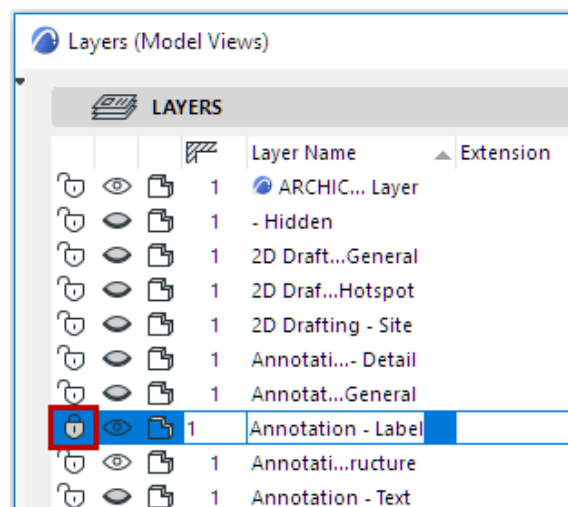 Layers (Model Views)
LAYERS
Layer Name Extension
1 ARCHIC... Layer
1 - Hidden
1 2D Draft...General
1 2D Draf...Hotspot
1 2D Drafting - Site
1 Annotati...- Detail
1 Annotat...General
1 Annotation - Label
1 Annotati...ructure
1 Annotation - Text